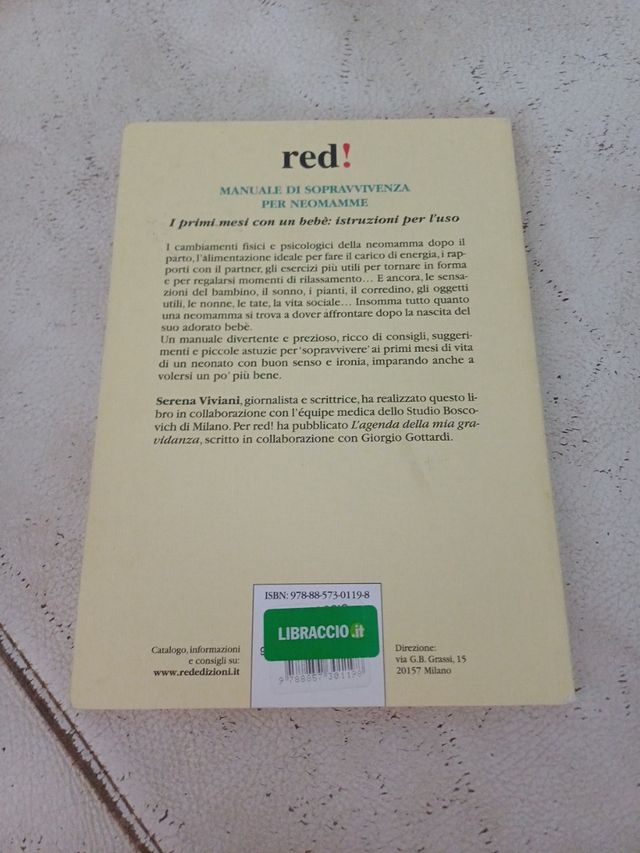 red!
MANUALE DI SOPRAVVIVENZA
PER NEOMAMME
I primi mesi con un bebè: istruzioni per l'uso
I cambiamenti fisici e psicologici della neomamma dopo il
parto, l'alimentazione ideale per fare il carico di energia, i rap-
porti con il partner, gli esercizi più utili per tornare in forma
e per regalarsi momenti di rilassamento... E ancora, le sensa-
zioni del bambino, il sonno, i pianti, il corredino, gli oggetti
utili, le nonne, le tate, la vita sociale... Insomma tutto quanto
una neomamma si trova a dover affrontare dopo la nascita del
suo adorato bebè.
Un manuale divertente e prezioso, ricco di consigli, suggeri-
menti e piccole astuzie per 'sopravvivere' ai primi mesi di vita
di un neonato con buon senso e ironia, imparando anche a
volersi un po' più bene.
Serena Viviani, giornalista e scrittrice, ha realizzato questo li-
bro in collaborazione con l'équipe medica dello Studio Bosco-
vich di Milano. Per red! ha pubblicato L'agenda della mia gra-
vidanza, scritto in collaborazione con Giorgio Gottardi.
ISBN: 978-88-573-0119-8
LIBRACCIO.it
9 788857 301198
Catalogo, informazioni
e consigli su:
www.rededizioni.it
Direzione:
via G.B. Grassi, 15
20157 Milano